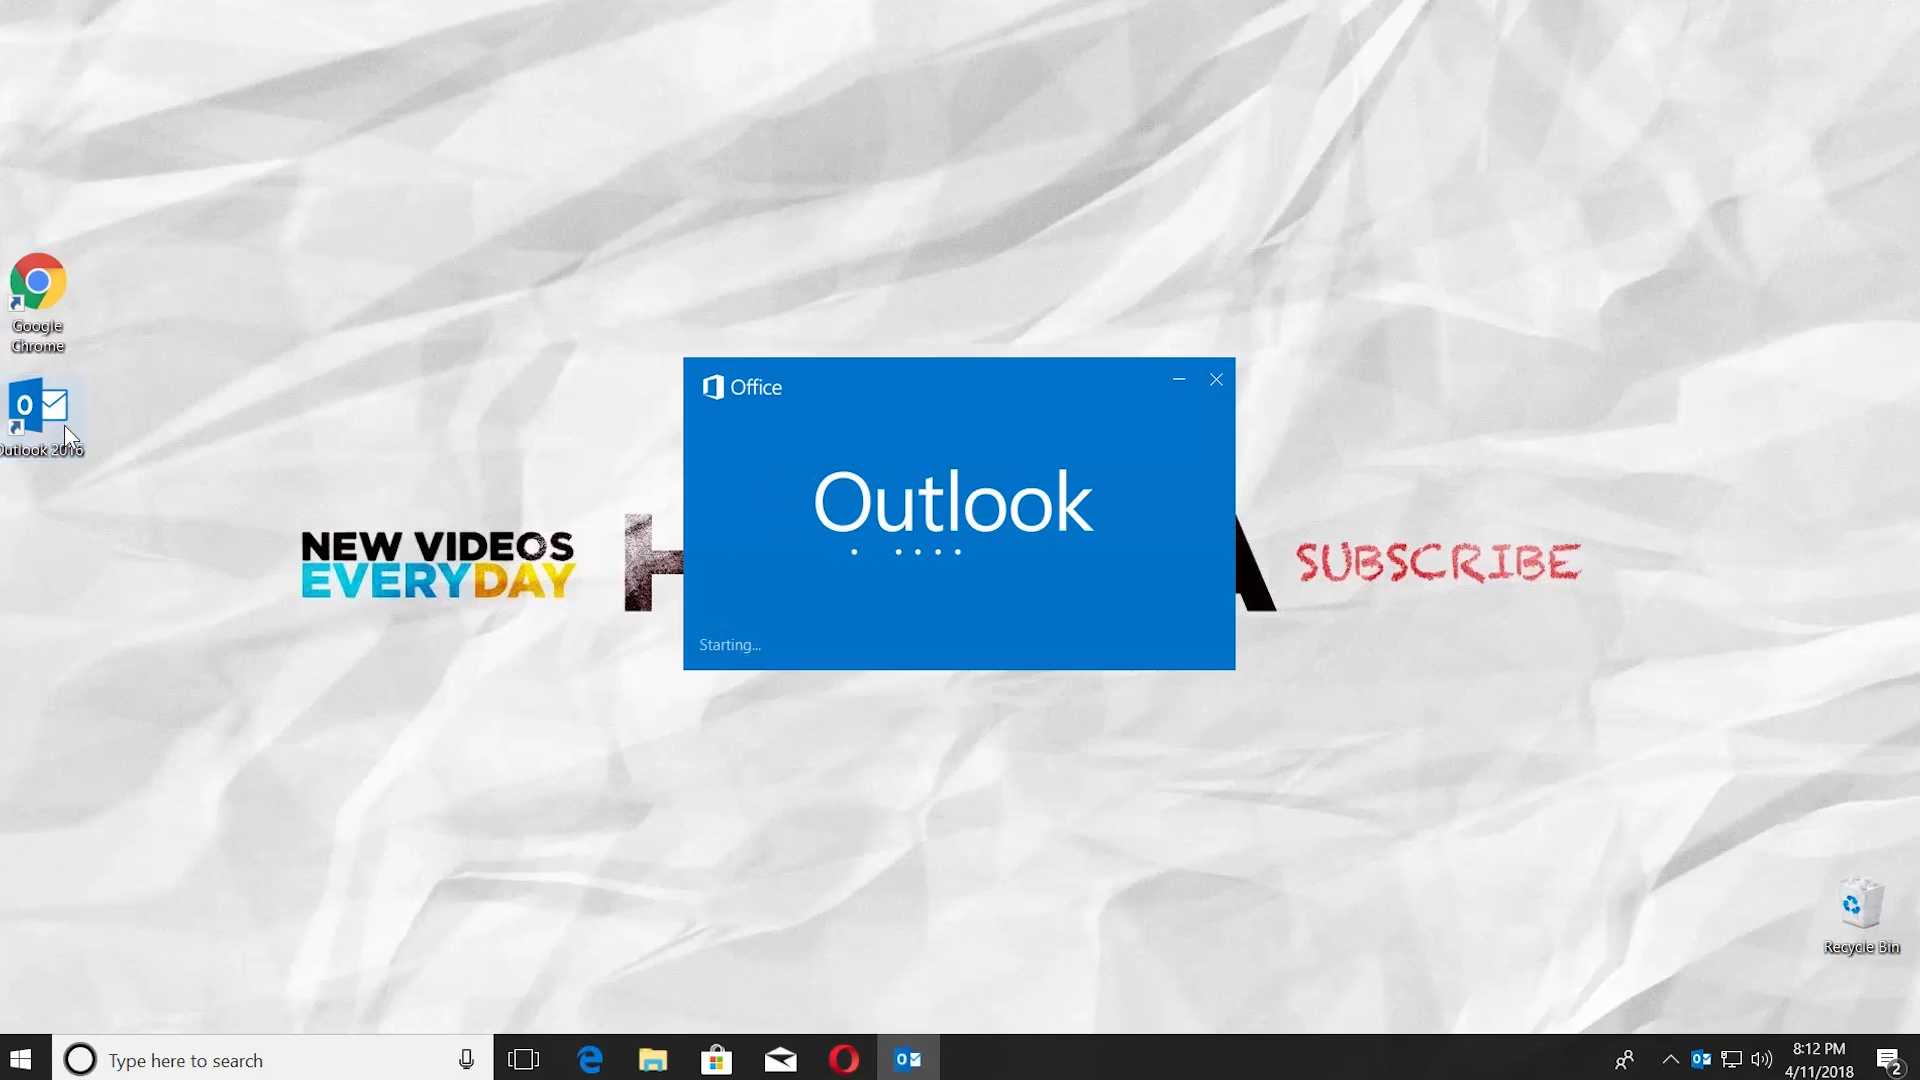 Google
Chrome
Outlook 2016
Office
Outlook
Starting...
NEW VIDEOS
EVERYDAY
SUBSCRIBE
Recycle Bin
Type here to search
8:12 PM
4/11/2018
2